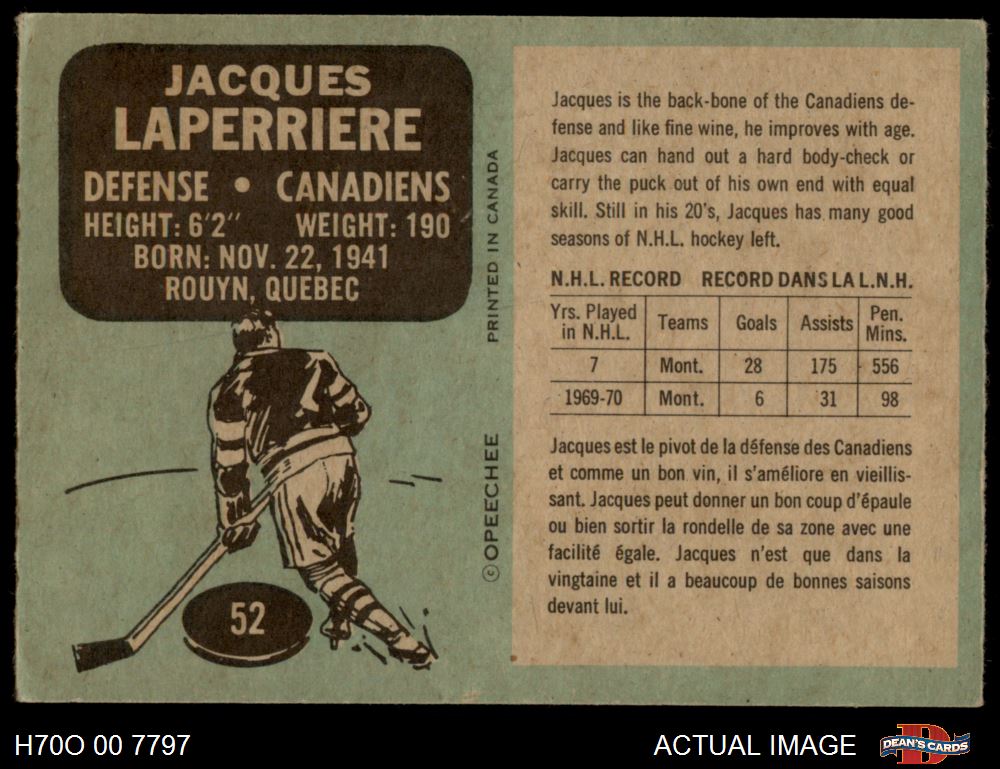 JACQUES
LAPERRIERE
DEFENSE • CANADIENS
HEIGHT: 6'2" WEIGHT: 190
BORN: NOV. 22, 1941
ROUYN, QUEBEC
52
PRINTED IN CANADA
© OPEECHEE
Jacques is the back-bone of the Canadiens de-
fense and like fine wine, he improves with age.
Jacques can hand out a hard body-check or
carry the puck out of his own end with equal
skill. Still in his 20's, Jacques has many good
seasons of N.H.L. hockey left.
N.H.L. RECORD RECORD DANS LA L.N.H.
Yrs. Played in N.H.L. Teams Goals Assists Pen. Mins.
7 Mont. 28 175 556
1969-70 Mont. 6 31 98
Jacques est le pivot de la défense des Canadiens
et comme un bon vin, il s'améliore en vieillis-
sant. Jacques peut donner un bon coup d'épaule
ou bien sortir la rondelle de sa zone avec une
facilité égale. Jacques n'est que dans la
vingtaine et il a beaucoup de bonnes saisons
devant lui.
H70O 00 7797
ACTUAL IMAGE
DEAN'S CARDS